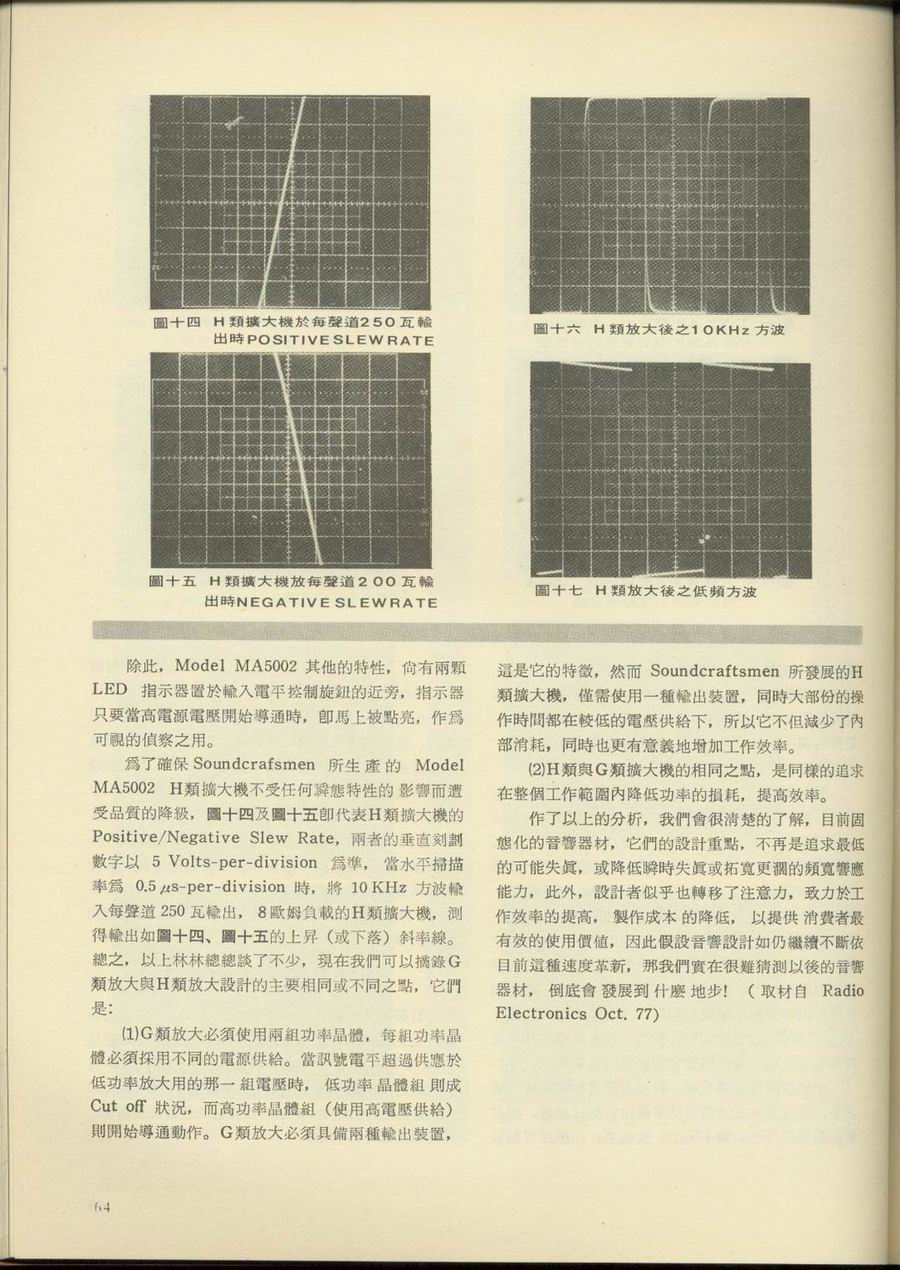 圖十四 H類擴大機於每聲道250瓦輸
出時POSITIVE SLEW RATE
圖十五 H類擴大機放每聲道200瓦輸
出時NEGATIVE SLEW RATE
圖十六 H類放大後之10KHz方波
圖十七 H類放大後之低頻方波
除此，Model MA5002 其他的特性，尙有兩顆
LED 指示器置於輸入電平控制旋鈕的近旁，指示器
只要當高電源電壓開始導通時，卽馬上被點亮，作爲
可視的偵察之用。
爲了確保 Soundcrafsmen 所生產的 Model
MA5002 H類擴大機不受任何瞬態特性的影響而遭
受品質的降級，圖十四及圖十五卽代表H類擴大機的
Positive/Negative Slew Rate，兩者的垂直刻劃
數字以 5 Volts-per-division 爲準，當水平掃描
率爲 0.5 μs-per-division 時，將 10 KHz 方波輸
入每聲道 250 瓦輸出，8歐姆負載的H類擴大機，測
得輸出如圖十四、圖十五的上昇（或下落）斜率線。
總之，以上林林總總談了不少，現在我們可以摘錄G
類放大與H類放大設計的主要相同或不同之點，它們
是：
(1)G類放大必須使用兩組功率晶體，每組功率晶
體必須採用不同的電源供給。當訊號電平超過供應於
低功率放大用的那一組電壓時，低功率晶體組則成
Cut off 狀況，而高功率晶體組（使用高電壓供給）
則開始導通動作。G類放大必須具備兩種輸出裝置，
這是它的特徵，然而 Soundcraftsmen 所發展的H
類擴大機，僅需使用一種輸出裝置，同時大部份的操
作時間都在較低的電壓供給下，所以它不但減少了內
部消耗，同時也更有意義地增加工作效率。
(2)H類與G類擴大機的相同之點，是同樣的追求
在整個工作範圍內降低功率的損耗，提高效率。
作了以上的分析，我們會很淸楚的了解，目前固
態化的音響器材，它們的設計重點，不再是追求最低
的可能失眞，或降低瞬時失眞或拓寬更濶的頻寬響應
能力，此外，設計者似乎也轉移了注意力，致力於工
作效率的提高，製作成本的降低，以提供消費者最
有效的使用價値，因此假設音響設計如仍繼續不斷依
目前這種速度革新，那我們實在很難猜測以後的音響
器材，倒底會發展到什麽地步！（取材自 Radio
Electronics Oct. 77)
64